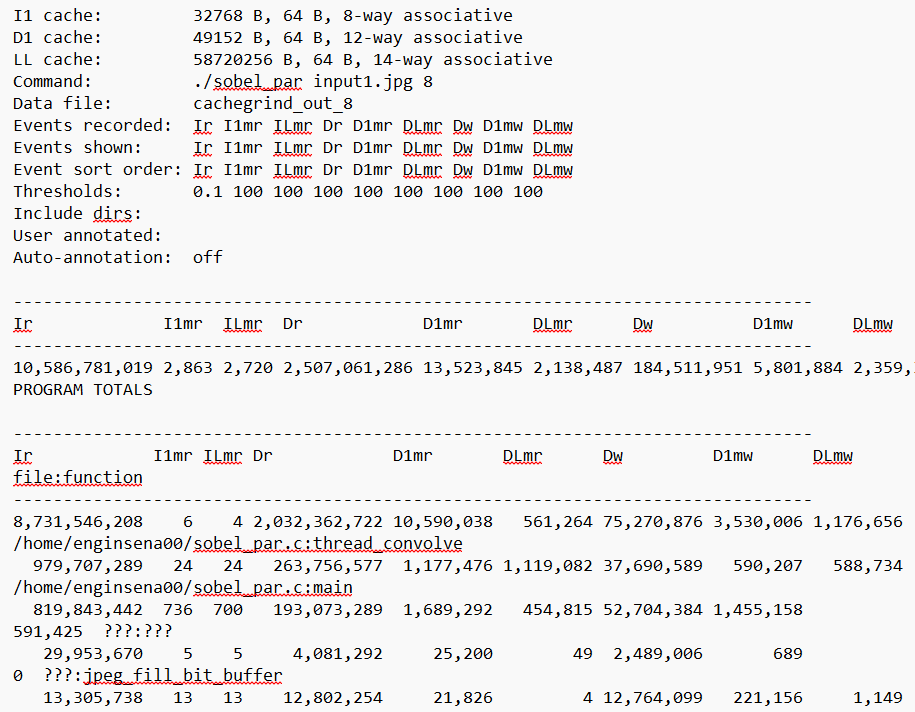 I1 cache:         32768 B, 64 B, 8-way associative
D1 cache:         49152 B, 64 B, 12-way associative
LL cache:         58720256 B, 64 B, 14-way associative
Command:          ./sobel_par input1.jpg 8
Data file:        cachegrind_out_8
Events recorded:  Ir I1mr ILmr Dr D1mr DLmr Dw D1mw DLmw
Events shown:     Ir I1mr ILmr Dr D1mr DLmr Dw D1mw DLmw
Event sort order: Ir I1mr ILmr Dr D1mr DLmr Dw D1mw DLmw
Thresholds:       0.1 100 100 100 100 100 100 100 100
Include dirs:
User annotated:
Auto-annotation:  off
--------------------------------------------------------------------------------
Ir             I1mr  ILmr  Dr            D1mr       DLmr      Dw          D1mw      DLmw
--------------------------------------------------------------------------------
10,586,781,019 2,863 2,720 2,507,061,286 13,523,845 2,138,487 184,511,951 5,801,884 2,359,
PROGRAM TOTALS
--------------------------------------------------------------------------------
Ir            I1mr ILmr Dr            D1mr       DLmr      Dw         D1mw      DLmw
file:function
--------------------------------------------------------------------------------
8,731,546,208    6    4 2,032,362,722 10,590,038   561,264 75,270,876 3,530,006 1,176,656
/home/enginsena00/sobel_par.c:thread_convolve
  979,707,289   24   24   263,756,577  1,177,476 1,119,082 37,690,589   590,207   588,734
/home/enginsena00/sobel_par.c:main
  819,843,442  736  700   193,073,289  1,689,292   454,815 52,704,384 1,455,158
591,425  ???:???
   29,953,670    5    5     4,081,292     25,200        49  2,489,006       689
0  ???:jpeg_fill_bit_buffer
   13,305,738   13   13    12,802,254     21,826         4 12,764,099   221,156     1,149